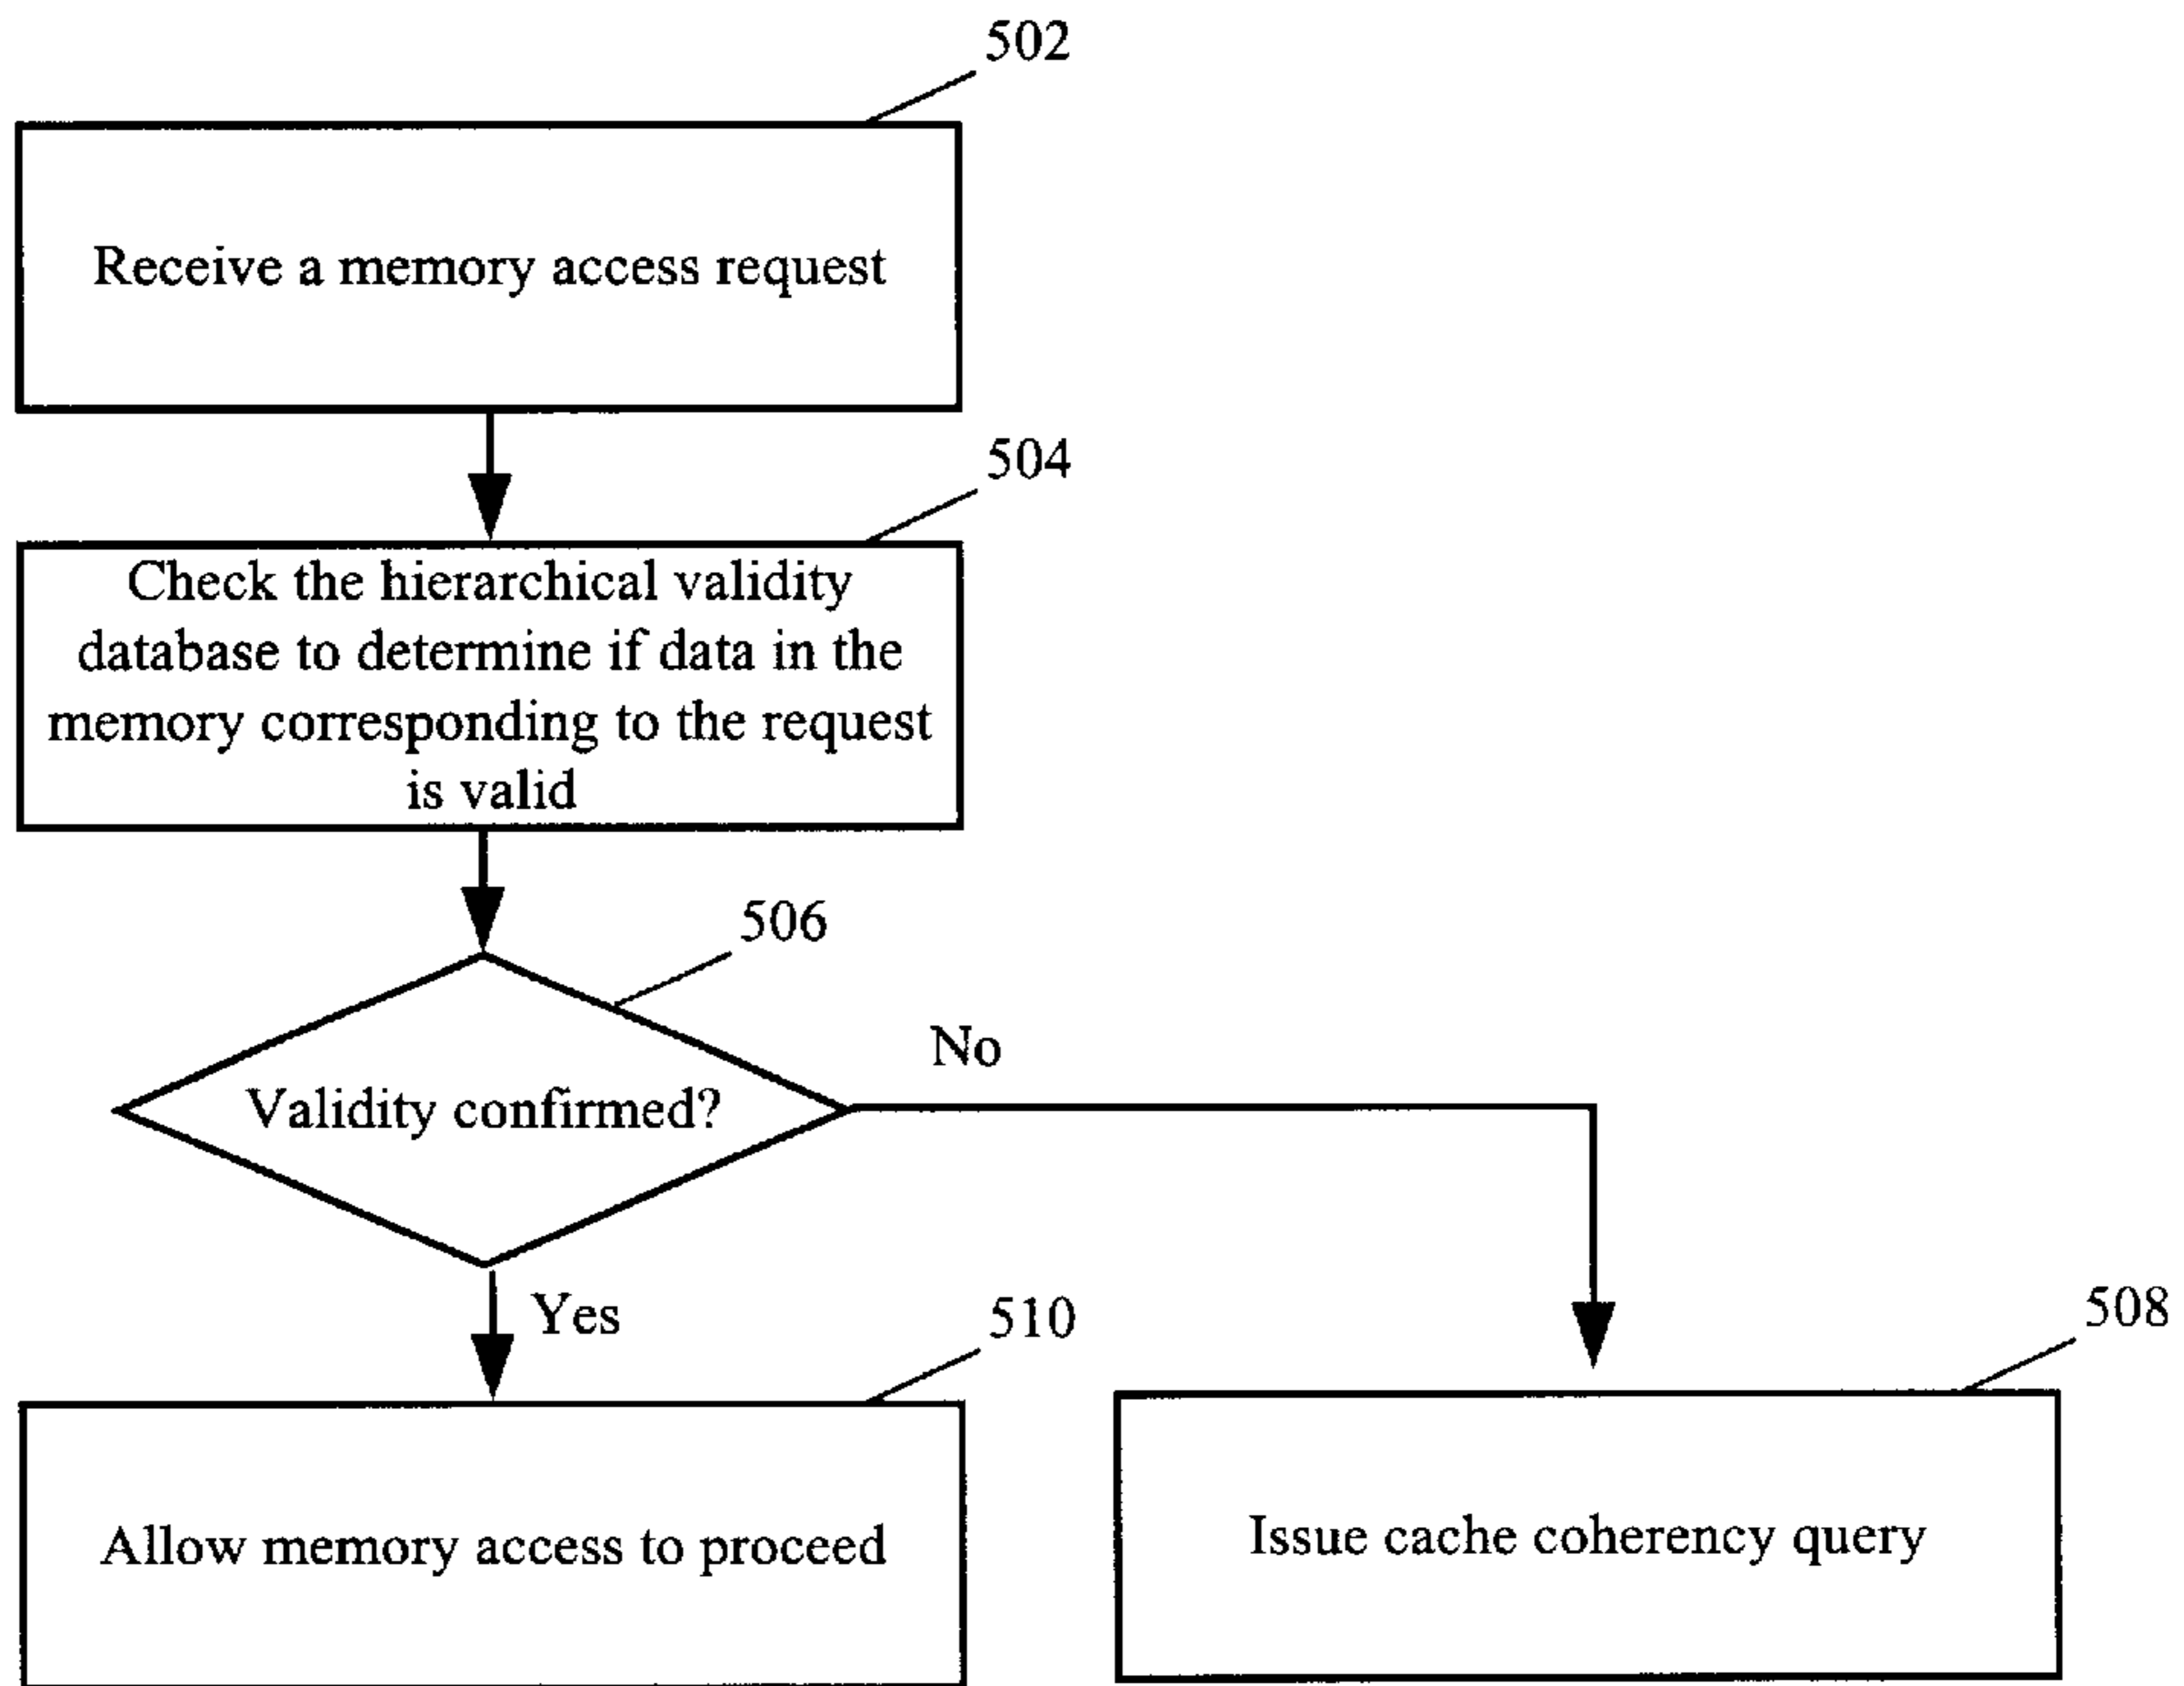 502
Receive a memory access request
504
Check the hierarchical validity
database to determine if data in the
memory corresponding to the request
is valid
506
Validity confirmed?
No
Yes
510
Allow memory access to proceed
508
Issue cache coherency query